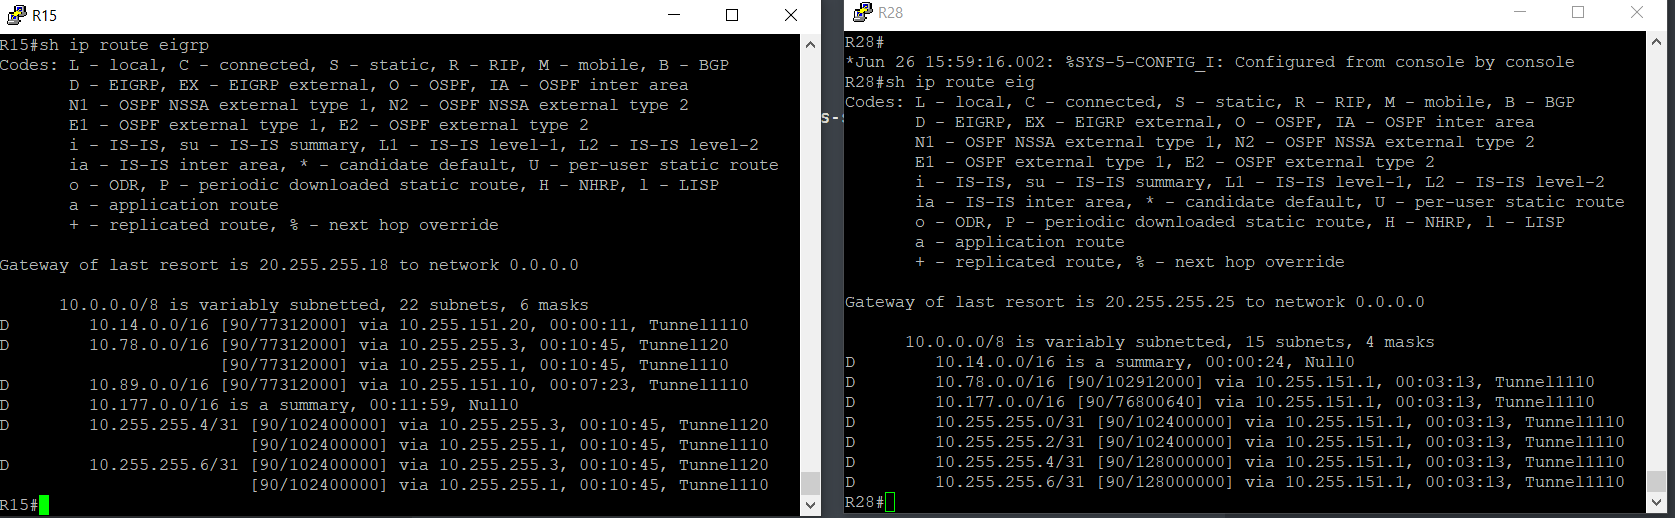 R15
R15#sh ip route eigrp
Codes: L - local, C - connected, S - static, R - RIP, M - mobile, B - BGP
       D - EIGRP, EX - EIGRP external, O - OSPF, IA - OSPF inter area
       N1 - OSPF NSSA external type 1, N2 - OSPF NSSA external type 2
       E1 - OSPF external type 1, E2 - OSPF external type 2
       i - IS-IS, su - IS-IS summary, L1 - IS-IS level-1, L2 - IS-IS level-2
       ia - IS-IS inter area, * - candidate default, U - per-user static route
       o - ODR, P - periodic downloaded static route, H - NHRP, l - LISP
       a - application route
       + - replicated route, % - next hop override
Gateway of last resort is 20.255.255.18 to network 0.0.0.0
      10.0.0.0/8 is variably subnetted, 22 subnets, 6 masks
D        10.14.0.0/16 [90/77312000] via 10.255.151.20, 00:00:11, Tunnel1110
D        10.78.0.0/16 [90/77312000] via 10.255.255.3, 00:10:45, Tunnel120
                      [90/77312000] via 10.255.255.1, 00:10:45, Tunnel110
D        10.89.0.0/16 [90/77312000] via 10.255.151.10, 00:07:23, Tunnel1110
D        10.177.0.0/16 is a summary, 00:11:59, Null0
D        10.255.255.4/31 [90/102400000] via 10.255.255.3, 00:10:45, Tunnel120
                         [90/102400000] via 10.255.255.1, 00:10:45, Tunnel110
D        10.255.255.6/31 [90/102400000] via 10.255.255.3, 00:10:45, Tunnel120
                         [90/102400000] via 10.255.255.1, 00:10:45, Tunnel110
R15#
s-
R28
R28#
*Jun 26 15:59:16.002: %SYS-5-CONFIG_I: Configured from console by console
R28#sh ip route eig
Codes: L - local, C - connected, S - static, R - RIP, M - mobile, B - BGP
       D - EIGRP, EX - EIGRP external, O - OSPF, IA - OSPF inter area
       N1 - OSPF NSSA external type 1, N2 - OSPF NSSA external type 2
       E1 - OSPF external type 1, E2 - OSPF external type 2
       i - IS-IS, su - IS-IS summary, L1 - IS-IS level-1, L2 - IS-IS level-2
       ia - IS-IS inter area, * - candidate default, U - per-user static route
       o - ODR, P - periodic downloaded static route, H - NHRP, l - LISP
       a - application route
       + - replicated route, % - next hop override
Gateway of last resort is 20.255.255.25 to network 0.0.0.0
      10.0.0.0/8 is variably subnetted, 15 subnets, 4 masks
D        10.14.0.0/16 is a summary, 00:00:24, Null0
D        10.78.0.0/16 [90/102912000] via 10.255.151.1, 00:03:13, Tunnel1110
D        10.177.0.0/16 [90/76800640] via 10.255.151.1, 00:03:13, Tunnel1110
D        10.255.255.0/31 [90/102400000] via 10.255.151.1, 00:03:13, Tunnel1110
D        10.255.255.2/31 [90/102400000] via 10.255.151.1, 00:03:13, Tunnel1110
D        10.255.255.4/31 [90/128000000] via 10.255.151.1, 00:03:13, Tunnel1110
D        10.255.255.6/31 [90/128000000] via 10.255.151.1, 00:03:13, Tunnel1110
R28#